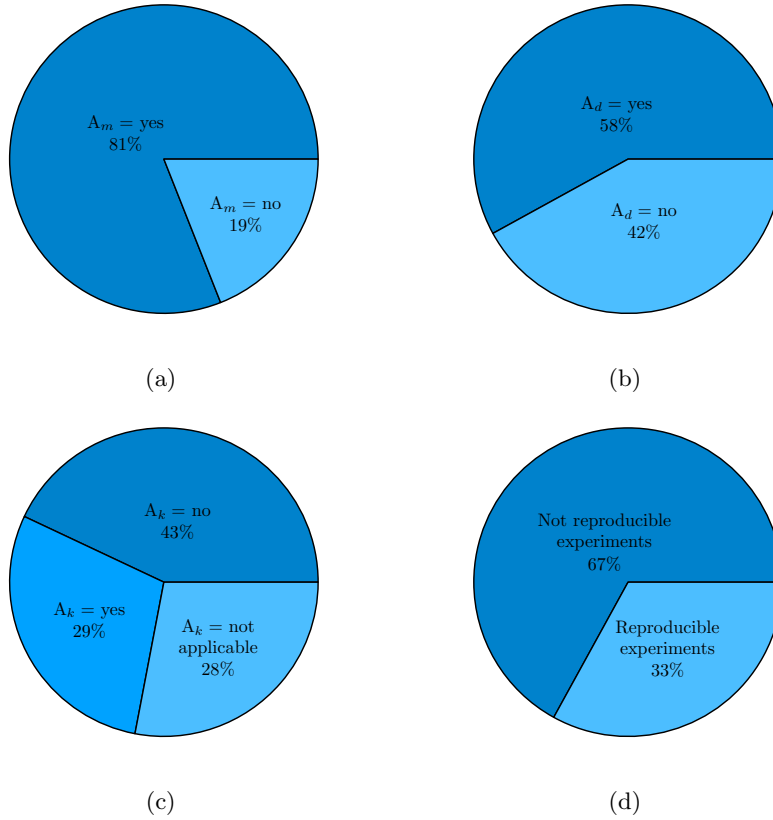 A_m = yes
81%
A_m = no
19%
(a)
A_d = yes
58%
A_d = no
42%
(b)
A_k = no
43%
A_k = yes
29%
A_k = not
applicable
28%
(c)
Not reproducible
experiments
67%
Reproducible
experiments
33%
(d)